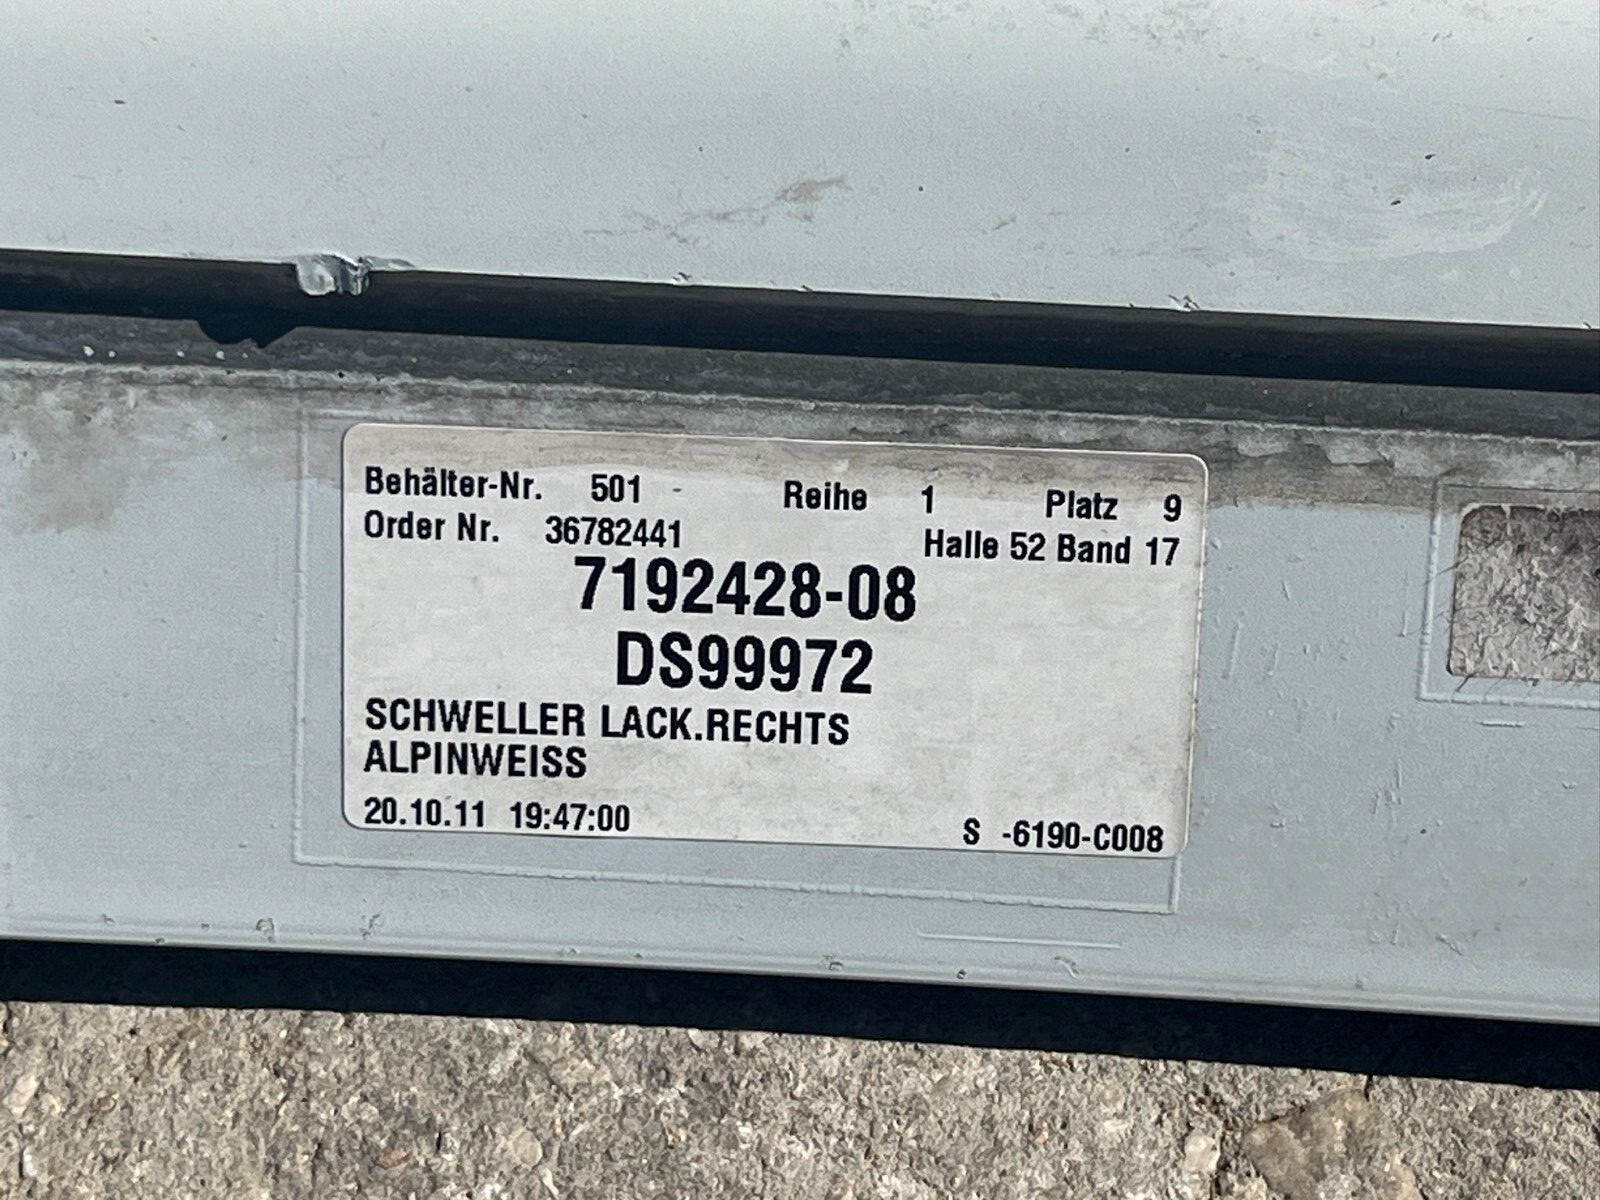 Behälter-Nr. 501 - Reihe 1 Platz 9
Order Nr. 36782441 Halle 52 Band 17
7192428-08
DS99972
SCHWELLER LACK.RECHTS
ALPINWEISS
20.10.11 19:47:00 S -6190-C008